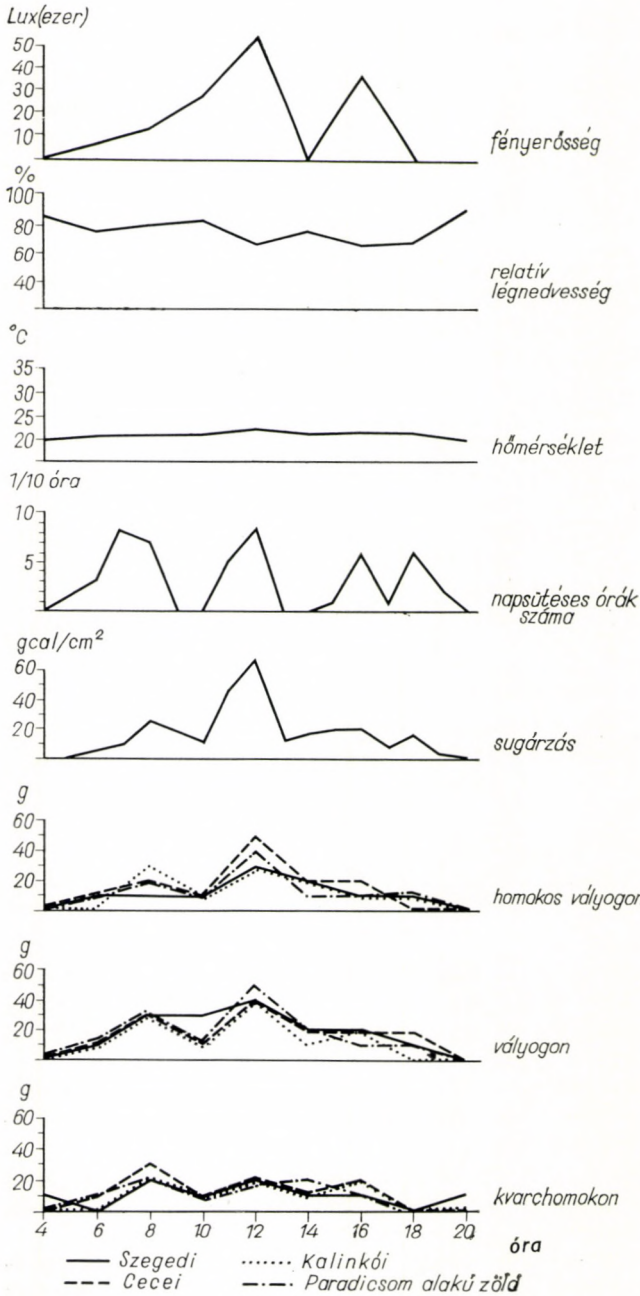 Lux(ezer)
50
40
30
20
10
fényerősség
%
100
80
60
40
relatív
légnedvesség
°C
35
30
25
20
hőmérséklet
1/10 óra
10
5
napsütéses órák
száma
gcal/cm²
60
40
20
sugárzás
g
60
40
20
homokos vályogon
g
60
40
20
vályogon
g
60
40
20
kvarchomokon
4 6 8 10 12 14 16 18 20
óra
Szegedi Kalinkói
Cecei Paradicsom alakú zöld